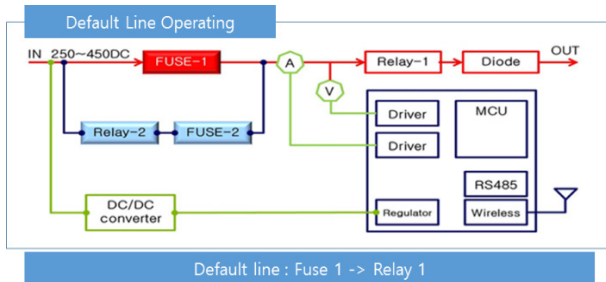 Default Line Operating
IN 250~450DC
FUSE-1
A
Relay-1
Diode
OUT
V
Relay-2
FUSE-2
Driver
MCU
Driver
RS485
DC/DC
converter
Regulator
Wireless
Default line : Fuse 1 -> Relay 1